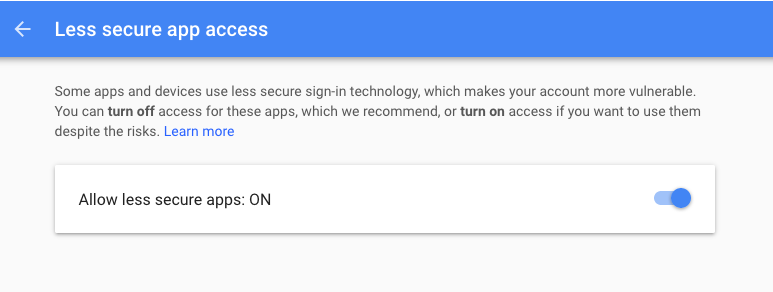 Less secure app access
Some apps and devices use less secure sign-in technology, which makes your account more vulnerable.
You can turn off access for these apps, which we recommend, or turn on access if you want to use them
despite the risks. Learn more
Allow less secure apps: ON